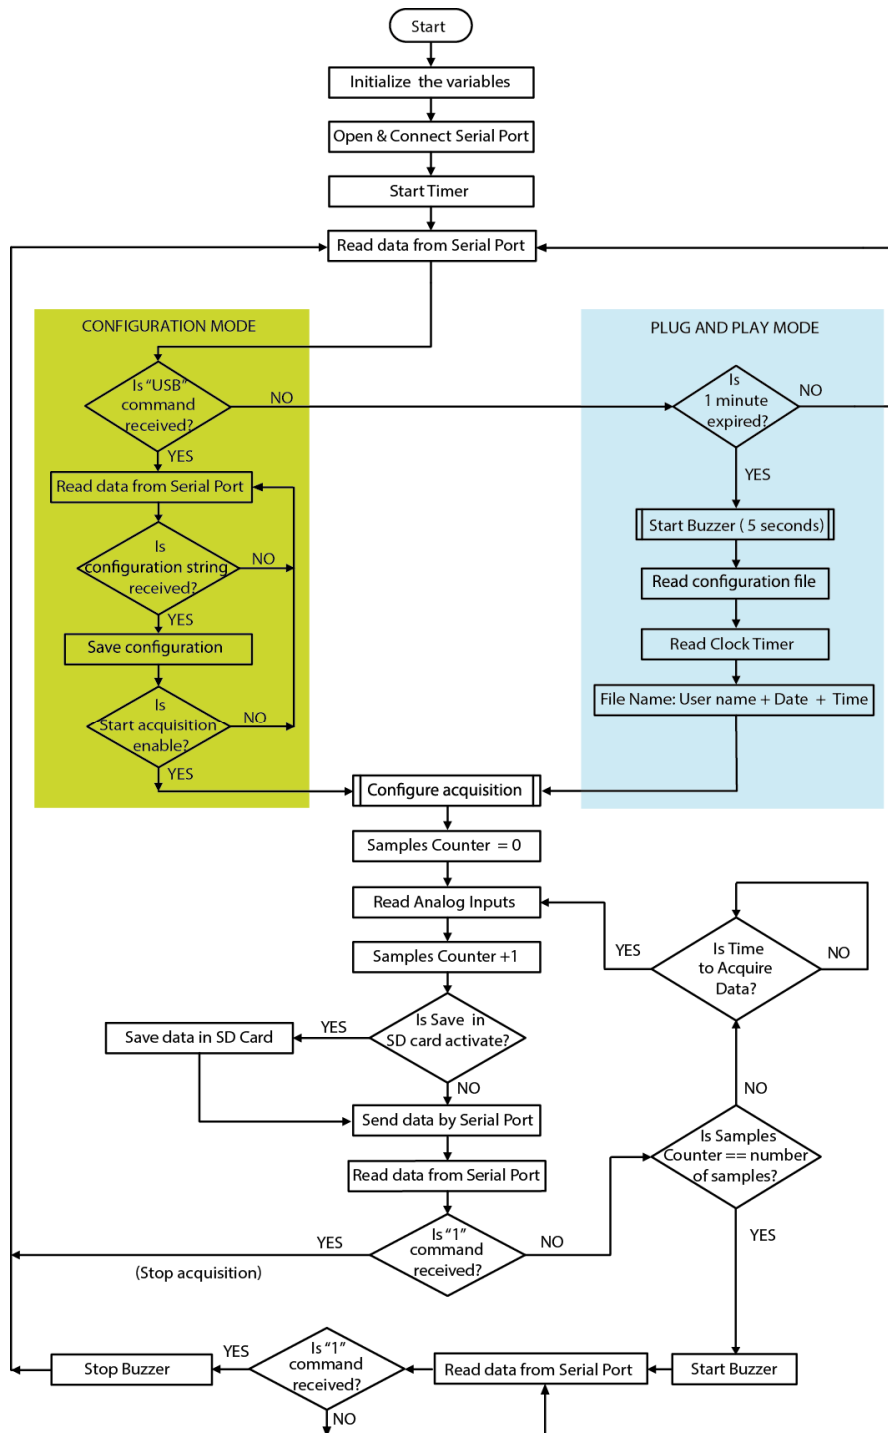 Start
Initialize the variables
Open & Connect Serial Port
Start Timer
Read data from Serial Port
CONFIGURATION MODE
Is “USB”
command
received?
NO
YES
Read data from Serial Port
Is
configuration string
received?
NO
YES
Save configuration
Is
Start acquisition
enable?
NO
YES
PLUG AND PLAY MODE
Is
1 minute
expired?
NO
YES
Start Buzzer ( 5 seconds)
Read configuration file
Read Clock Timer
File Name: User name + Date + Time
Configure acquisition
Samples Counter = 0
Read Analog Inputs
Samples Counter +1
Is Save in
SD card activate?
YES
Save data in SD Card
NO
Send data by Serial Port
Read data from Serial Port
Is “1”
command
received?
YES
(Stop acquisition)
NO
Is Samples
Counter == number
of samples?
NO
Is Time
to Acquire
Data?
YES
NO
YES
Start Buzzer
Read data from Serial Port
Is “1”
command
received?
YES
Stop Buzzer
NO